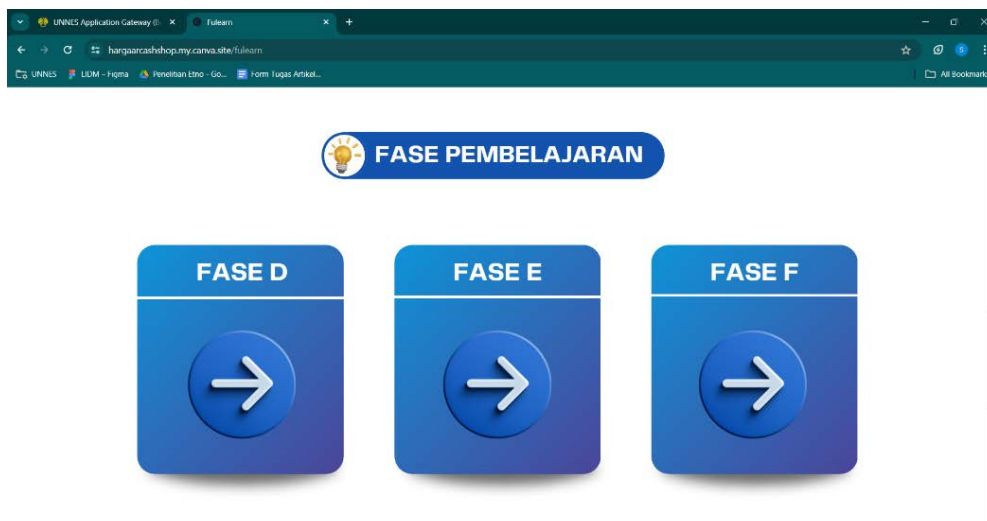 UNNES Application Gateway (
Fulearn
hargaarcashshop.my.canva.site/fulearn
UNNES
LIDM – Figma
Penelitian Etno - Go...
Form Tugas Artikel...
All Bookmark
FASE PEMBELAJARAN
FASE D
FASE E
FASE F